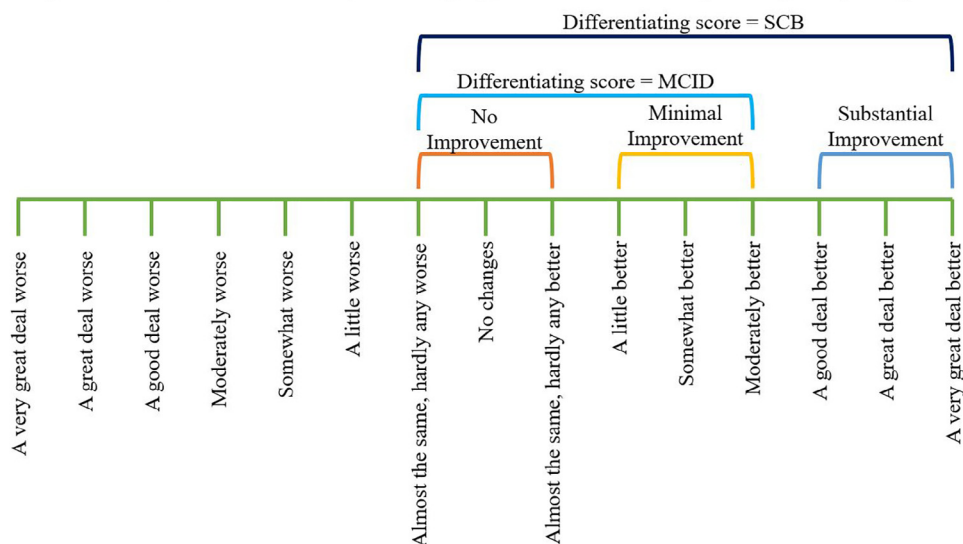 Differentiating score = SCB
Differentiating score = MCID
No
Improvement
Minimal
Improvement
Substantial
Improvement
A very great deal worse
A great deal worse
A good deal worse
Moderately worse
Somewhat worse
A little worse
Almost the same, hardly any worse
No changes
Almost the same, hardly any better
A little better
Somewhat better
Moderately better
A good deal better
A great deal better
A very great deal better